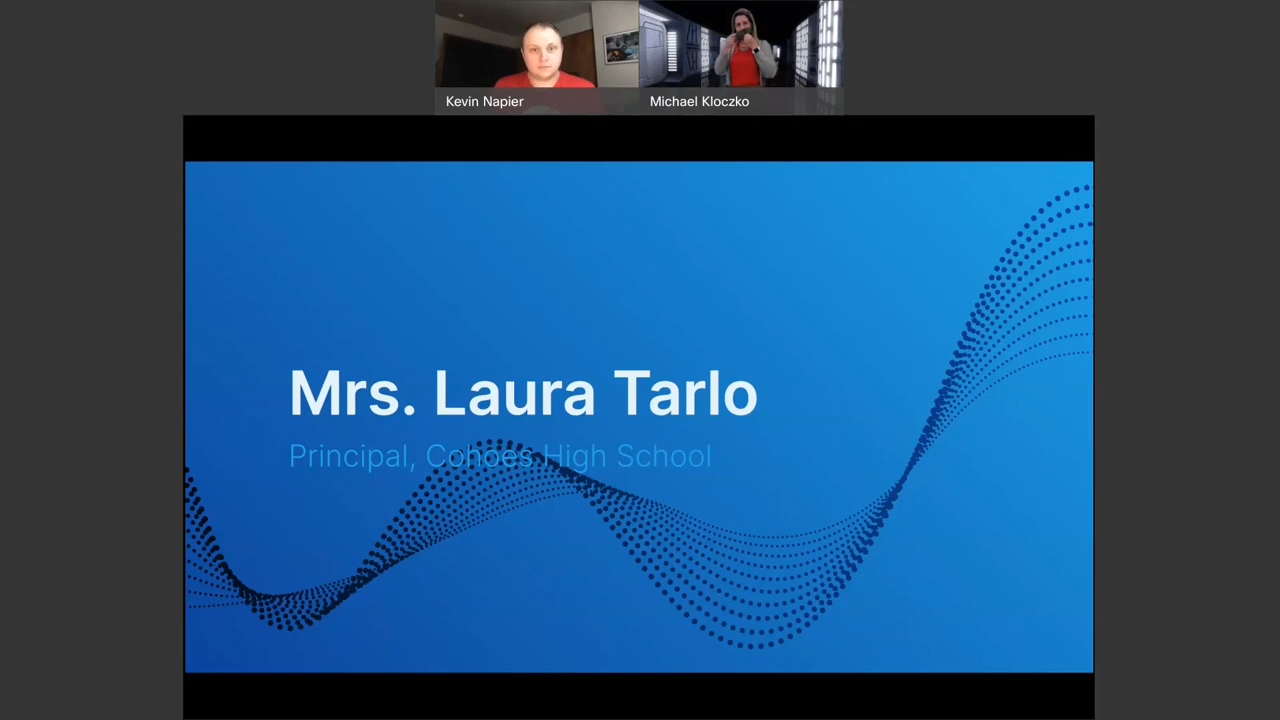 Kevin Napier
Michael Kloczko
Mrs. Laura Tarlo
Principal, Cohoes High School